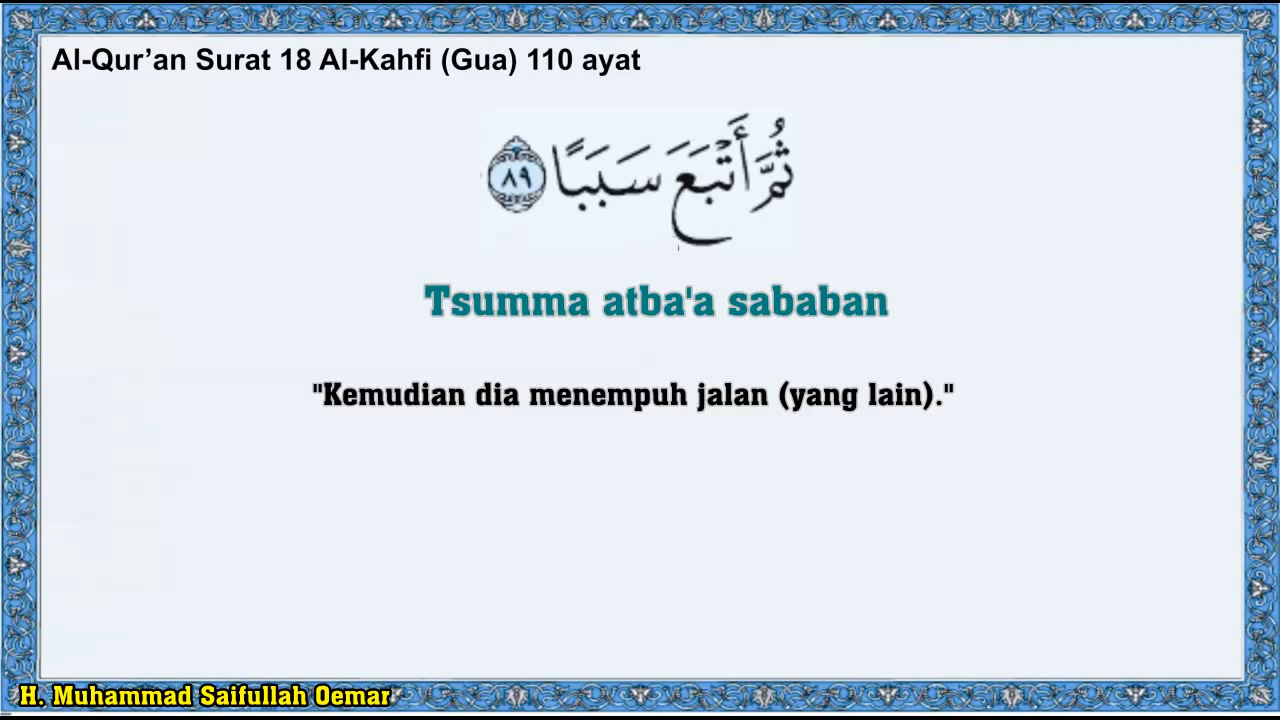 Al-Qur’an Surat 18 Al-Kahfi (Gua) 110 ayat
ثُمَّ أَتْبَعَ سَبَبًا ٨٩
Tsumma atba'a sababan
"Kemudian dia menempuh jalan (yang lain)."
H. Muhammad Saifullah Oemar